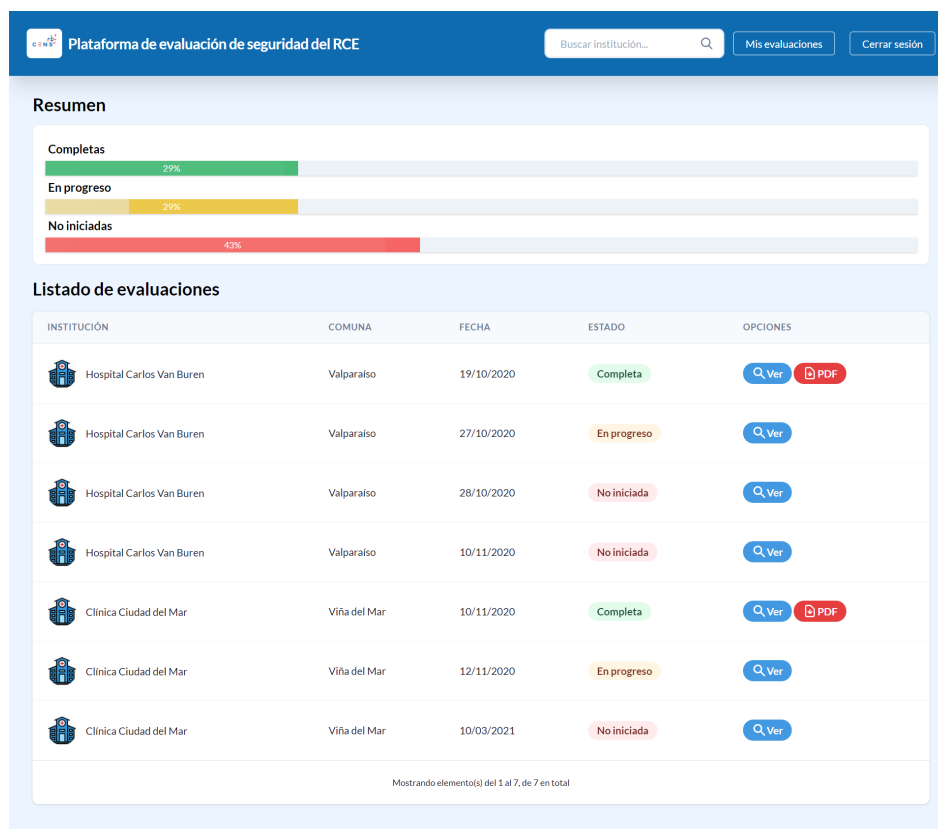 CENS Plataforma de evaluación de seguridad del RCE Buscar institución... Mis evaluaciones Cerrar sesión
Resumen
Completas
29%
En progreso
29%
No iniciadas
43%
Listado de evaluaciones
INSTITUCIÓN COMUNA FECHA ESTADO OPCIONES
Hospital Carlos Van Buren Valparaíso 19/10/2020 Completa Ver PDF
Hospital Carlos Van Buren Valparaíso 27/10/2020 En progreso Ver
Hospital Carlos Van Buren Valparaíso 28/10/2020 No iniciada Ver
Hospital Carlos Van Buren Valparaíso 10/11/2020 No iniciada Ver
Clínica Ciudad del Mar Viña del Mar 10/11/2020 Completa Ver PDF
Clínica Ciudad del Mar Viña del Mar 12/11/2020 En progreso Ver
Clínica Ciudad del Mar Viña del Mar 10/03/2021 No iniciada Ver
Mostrando elemento(s) del 1 al 7, de 7 en total